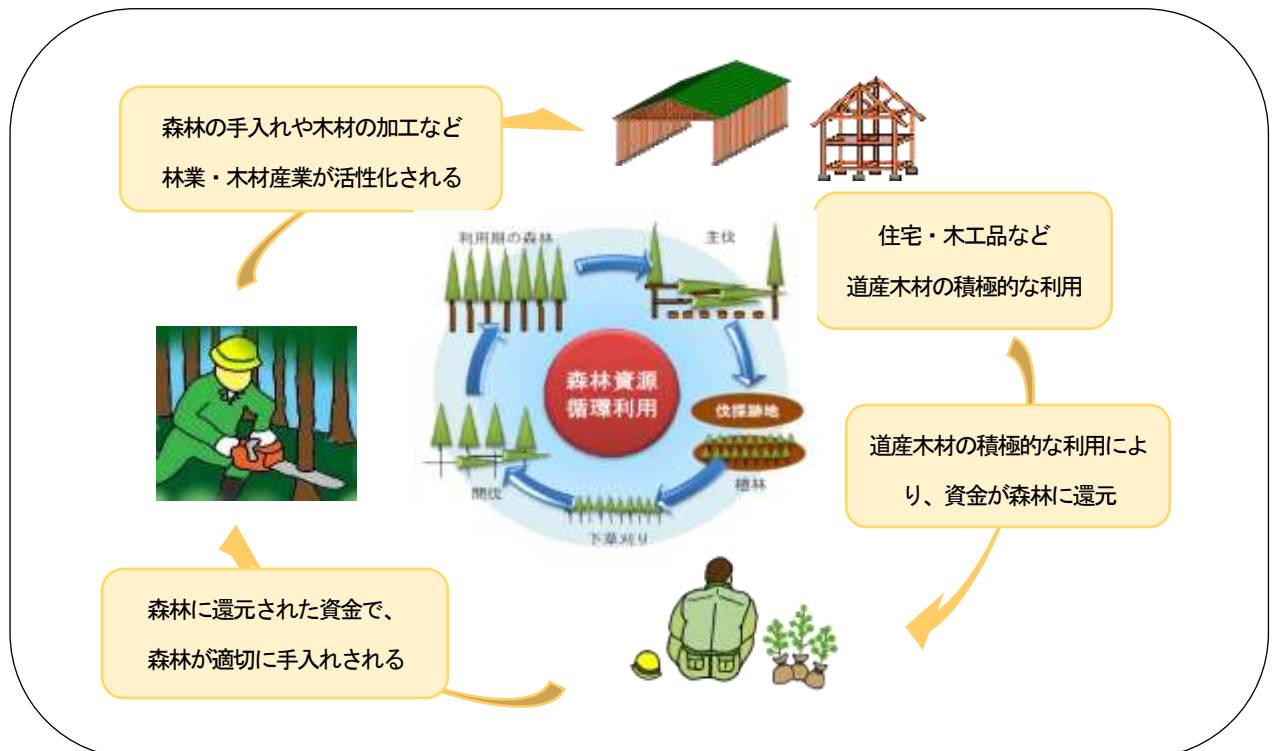 森林の手入れや木材の加工など
林業・木材産業が活性化される
住宅・木工品など
道産木材の積極的な利用
道産木材の積極的な利用によ
り、資金が森林に還元
森林に還元された資金で、
森林が適切に手入れされる
利用期の森林
主伐
伐採跡地
植林
下草刈り
間伐
森林資源
循環利用